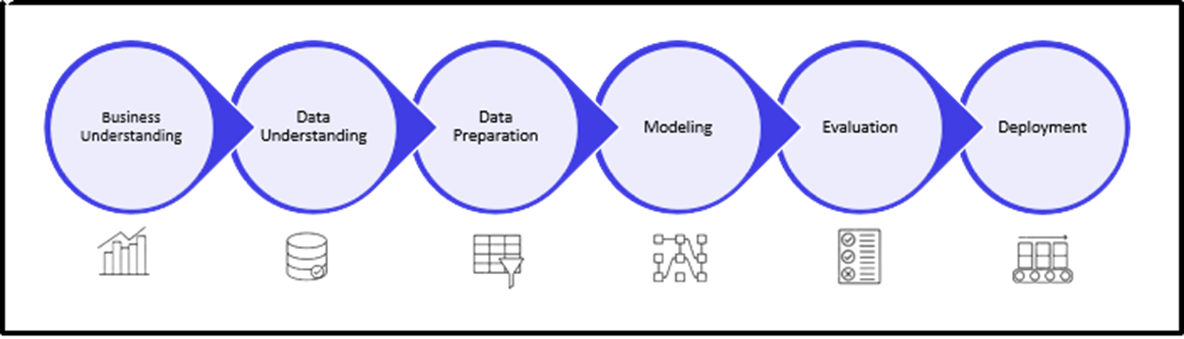 Business
Understanding
Data
Understanding
Data
Preparation
Modeling
Evaluation
Deployment